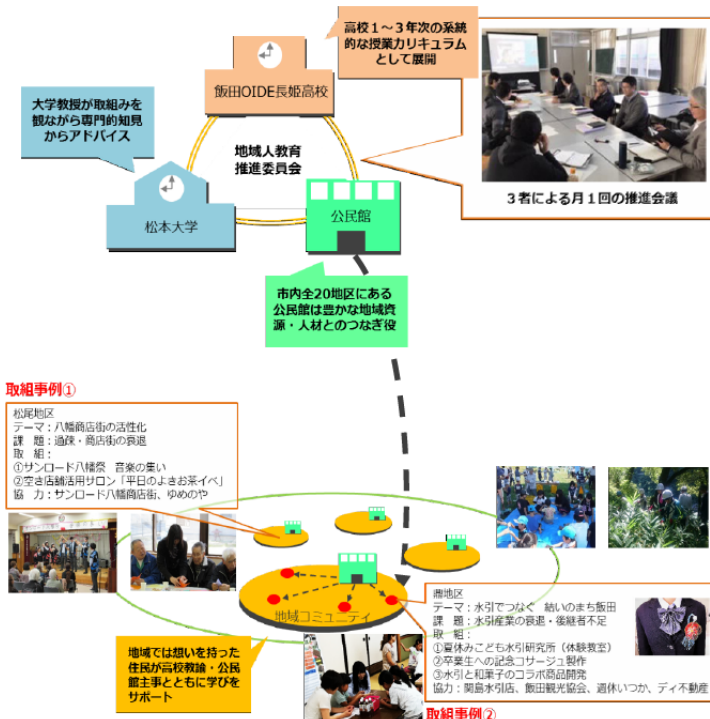 高校１～３年次の系統
的な授業カリキュラム
として展開
飯田OIDE長姫高校
大学教授が取組みを
観ながら専門的知見
からアドバイス
地域人教育
推進委員会
松本大学
公民館
３者による月１回の推進会議
市内全20地区にある
公民館は豊かな地域資
源・人材とのつなぎ役
取組事例①
松尾地区
テーマ：八幡商店街の活性化
課　題：過疎・商店街の衰退
取　組：
①サンロード八幡祭　音楽の集い
②空き店舗活用サロン「平日のよさお茶イベ」
協　力：サンロード八幡商店街、ゆめのや
地域コミュニティ
鼎地区
テーマ：水引でつなぐ　結いのまち飯田
課　題：水引産業の衰退・後継者不足
取　組：
①夏休みこども水引研究所（体験教室）
②卒業生への記念コサージュ製作
③水引と和菓子のコラボ商品開発
協力：関島水引店、飯田観光協会、週休いつか、ディ不動産
地域では想いを持った
住民が高校教諭・公民
館主事とともに学びを
サポート
取組事例②